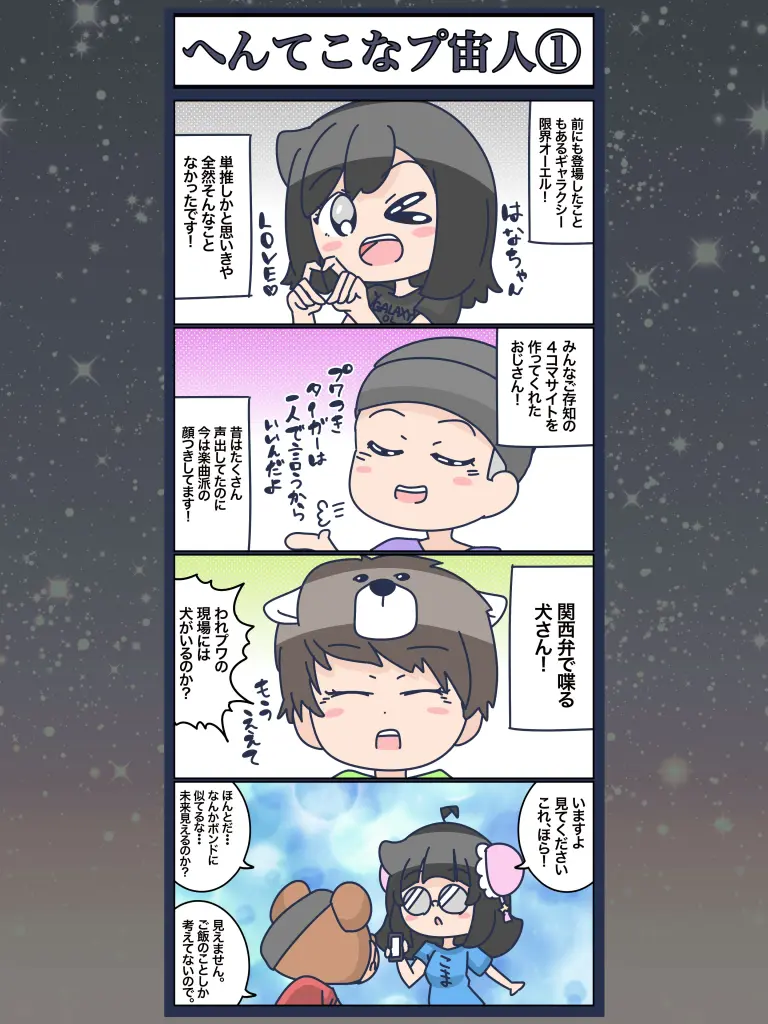 へんてこなプ宙人①
前にも登場したこと
もあるギャラクシー
限界オーエル！
はなちゃん
GALAXY
OL
LOVE♡
単推しかと思いきや
全然そんなこと
なかったです！
みんなご存知の
４コマサイトを
作ってくれた
おじさん！
プワつき
タイガーは
一人で言うから
いいんだよ
昔はたくさん
声出してたのに
今は楽曲派の
顔つきしてます！
関西弁で喋る
犬さん！
われプワの
現場には
犬がいるのか？
もう
ええて
いますよ
見てください
これ、ほら！
ほんとだ…
なんかボンドに
似てるな…
未来見えるのか？
見えません。
ご飯のことしか
考えてないので。